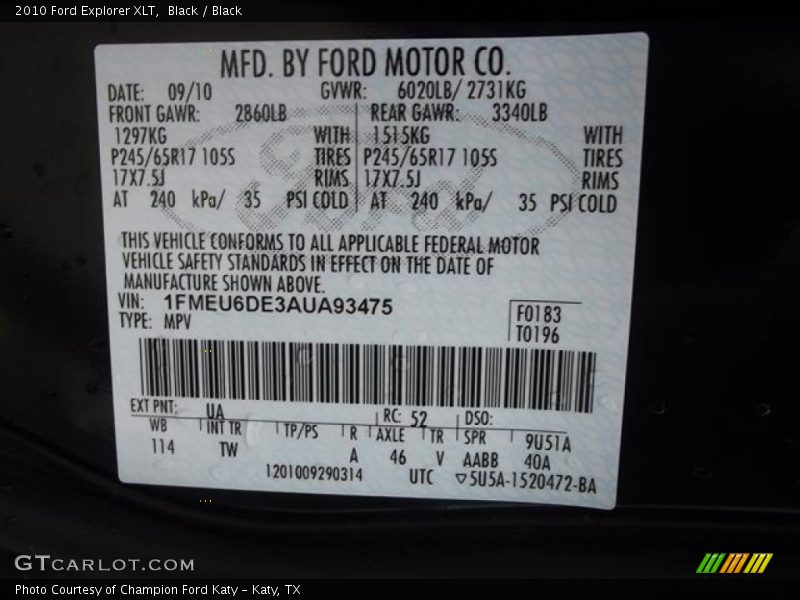 2010 Ford Explorer XLT,  Black / Black
MFD. BY FORD MOTOR CO.
DATE: 09/10 GVWR: 6020LB/ 2731KG
FRONT GAWR: 2860LB REAR GAWR: 3340LB
1297KG WITH 1515KG WITH
P245/65R17 105S TIRES P245/65R17 105S TIRES
17X7.5J RIMS 17X7.5J RIMS
AT 240 kPa/ 35 PSI COLD AT 240 kPa/ 35 PSI COLD
Ford
THIS VEHICLE CONFORMS TO ALL APPLICABLE FEDERAL MOTOR
VEHICLE SAFETY STANDARDS IN EFFECT ON THE DATE OF
MANUFACTURE SHOWN ABOVE.
VIN: 1FMEU6DE3AUA93475
TYPE: MPV
F0183
T0196
EXT PNT: UA RC: 52 DSO:
WB INT TR TP/PS R AXLE TR SPR 9U51A
114 TW A 46 V AABB 40A
1201009290314 UTC ▽5U5A-1520472-BA
GTCARLOT.COM
Photo Courtesy of Champion Ford Katy - Katy, TX